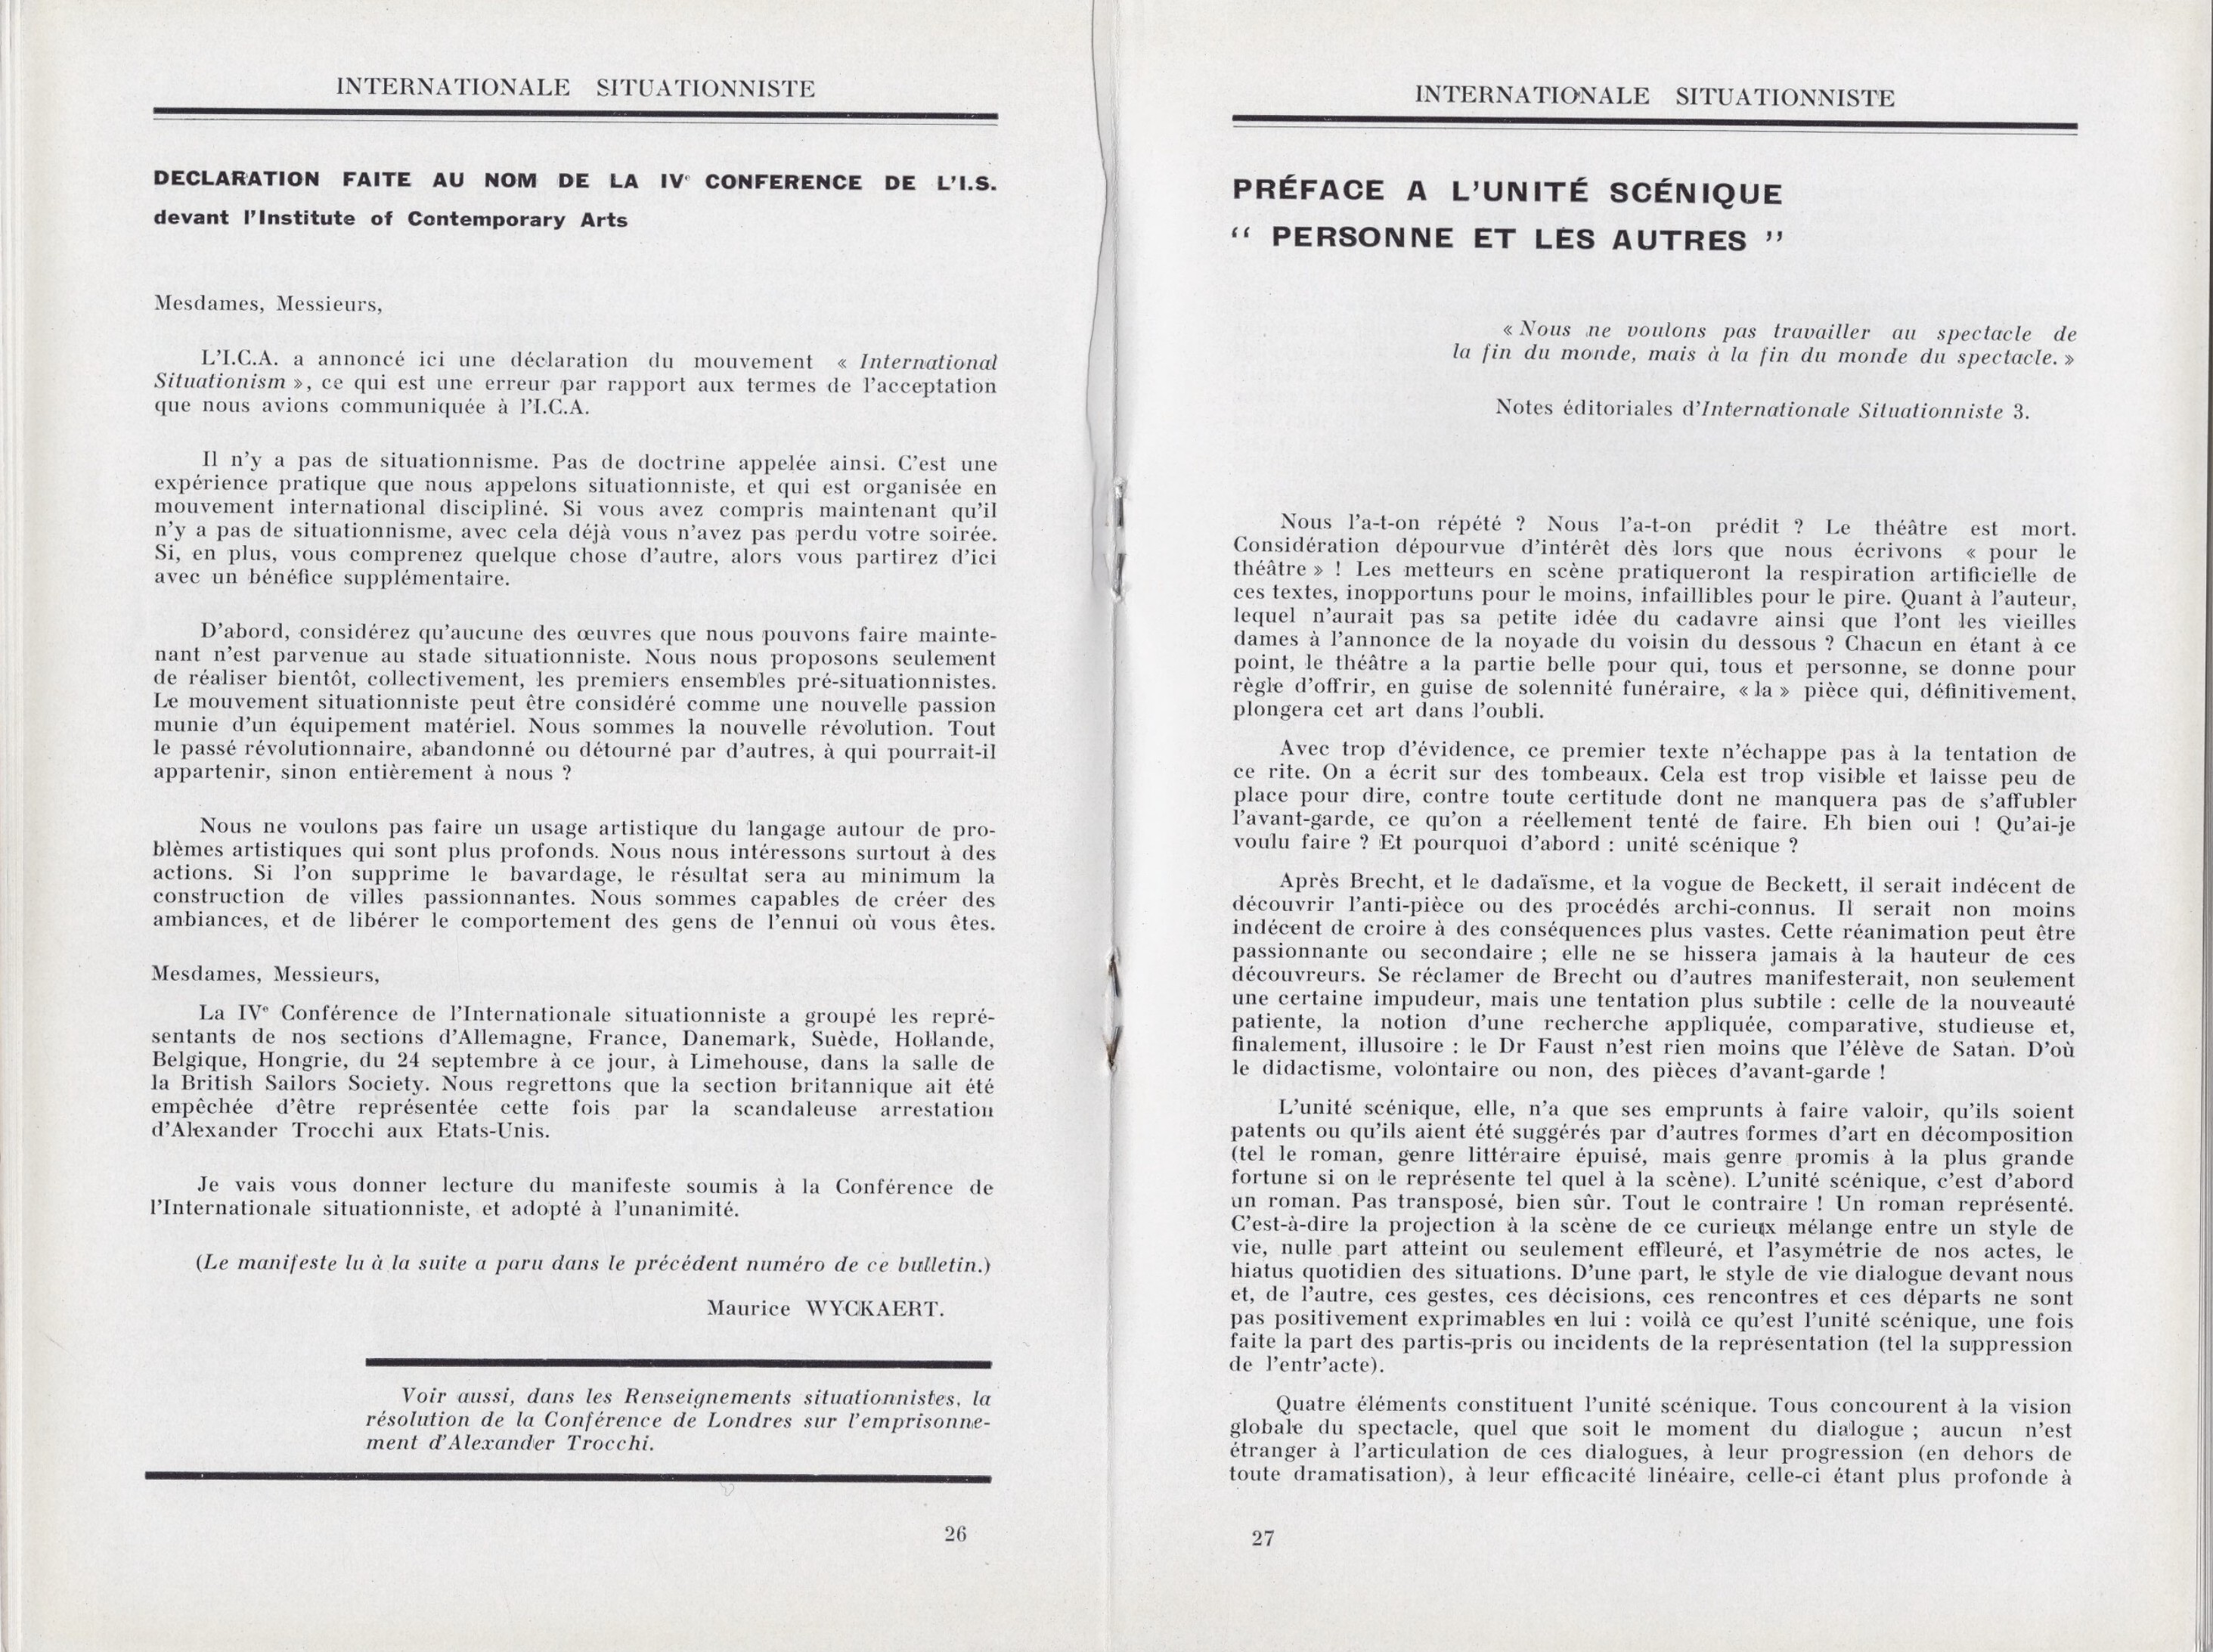 INTERNATIONALE SITUATIONNISTE
DECLARATION FAITE AU NOM DE LA IVe CONFERENCE DE L'I.S.
devant l'Institute of Contemporary Arts
Mesdames, Messieurs,
L'I.C.A. a annoncé ici une déclaration du mouvement « International
Situationism », ce qui est une erreur par rapport aux termes de l'acceptation
que nous avions communiquée à l'I.C.A.
Il n'y a pas de situationnisme. Pas de doctrine appelée ainsi. C'est une
expérience pratique que nous appelons situationniste, et qui est organisée en
mouvement international discipliné. Si vous avez compris maintenant qu'il
n'y a pas de situationnisme, avec cela déjà vous n'avez pas perdu votre soirée.
Si, en plus, vous comprenez quelque chose d'autre, alors vous partirez d'ici
avec un bénéfice supplémentaire.
D'abord, considérez qu'aucune des œuvres que nous pouvons faire mainte-
nant n'est parvenue au stade situationniste. Nous nous proposons seulement
de réaliser bientôt, collectivement, les premiers ensembles pré-situationnistes.
Le mouvement situationniste peut être considéré comme une nouvelle passion
munie d'un équipement matériel. Nous sommes la nouvelle révolution. Tout
le passé révolutionnaire, abandonné ou détourné par d'autres, à qui pourrait-il
appartenir, sinon entièrement à nous ?
Nous ne voulons pas faire un usage artistique du langage autour de pro-
blèmes artistiques qui sont plus profonds. Nous nous intéressons surtout à des
actions. Si l'on supprime le bavardage, le résultat sera au minimum la
construction de villes passionnantes. Nous sommes capables de créer des
ambiances, et de libérer le comportement des gens de l'ennui où vous êtes.
Mesdames, Messieurs,
La IVe Conférence de l'Internationale situationniste a groupé les repré-
sentants de nos sections d'Allemagne, France, Danemark, Suède, Hollande,
Belgique, Hongrie, du 24 septembre à ce jour, à Limehouse, dans la salle de
la British Sailors Society. Nous regrettons que la section britannique ait été
empêchée d'être représentée cette fois par la scandaleuse arrestation
d'Alexander Trocchi aux Etats-Unis.
Je vais vous donner lecture du manifeste soumis à la Conférence de
l'Internationale situationniste, et adopté à l'unanimité.
(Le manifeste lu à la suite a paru dans le précédent numéro de ce bulletin.)
Maurice WYCKAERT.
Voir aussi, dans les Renseignements situationnistes, la
résolution de la Conférence de Londres sur l'emprisonne-
ment d'Alexander Trocchi.
26
INTERNATIONALE SITUATIONNISTE
PRÉFACE A L'UNITÉ SCÉNIQUE
“ PERSONNE ET LES AUTRES ”
« Nous ne voulons pas travailler au spectacle de
la fin du monde, mais à la fin du monde du spectacle. »
Notes éditoriales d'Internationale Situationniste 3.
Nous l'a-t-on répété ? Nous l'a-t-on prédit ? Le théâtre est mort.
Considération dépourvue d'intérêt dès lors que nous écrivons « pour le
théâtre » ! Les metteurs en scène pratiqueront la respiration artificielle de
ces textes, inopportuns pour le moins, infaillibles pour le pire. Quant à l'auteur,
lequel n'aurait pas sa petite idée du cadavre ainsi que l'ont les vieilles
dames à l'annonce de la noyade du voisin du dessous ? Chacun en étant à ce
point, le théâtre a la partie belle pour qui, tous et personne, se donne pour
règle d'offrir, en guise de solennité funéraire, « la » pièce qui, définitivement,
plongera cet art dans l'oubli.
Avec trop d'évidence, ce premier texte n'échappe pas à la tentation de
ce rite. On a écrit sur des tombeaux. Cela est trop visible et laisse peu de
place pour dire, contre toute certitude dont ne manquera pas de s'affubler
l'avant-garde, ce qu'on a réellement tenté de faire. Eh bien oui ! Qu'ai-je
voulu faire ? Et pourquoi d'abord : unité scénique ?
Après Brecht, et le dadaïsme, et la vogue de Beckett, il serait indécent de
découvrir l'anti-pièce ou des procédés archi-connus. Il serait non moins
indécent de croire à des conséquences plus vastes. Cette réanimation peut être
passionnante ou secondaire ; elle ne se hissera jamais à la hauteur de ces
découvreurs. Se réclamer de Brecht ou d'autres manifesterait, non seulement
une certaine impudeur, mais une tentation plus subtile : celle de la nouveauté
patiente, la notion d'une recherche appliquée, comparative, studieuse et,
finalement, illusoire : le Dr Faust n'est rien moins que l'élève de Satan. D'où
le didactisme, volontaire ou non, des pièces d'avant-garde !
L'unité scénique, elle, n'a que ses emprunts à faire valoir, qu'ils soient
patents ou qu'ils aient été suggérés par d'autres formes d'art en décomposition
(tel le roman, genre littéraire épuisé, mais genre promis à la plus grande
fortune si on le représente tel quel à la scène). L'unité scénique, c'est d'abord
un roman. Pas transposé, bien sûr. Tout le contraire ! Un roman représenté.
C'est-à-dire la projection à la scène de ce curieux mélange entre un style de
vie, nulle part atteint ou seulement effleuré, et l'asymétrie de nos actes, le
hiatus quotidien des situations. D'une part, le style de vie dialogue devant nous
et, de l'autre, ces gestes, ces décisions, ces rencontres et ces départs ne sont
pas positivement exprimables en lui : voilà ce qu'est l'unité scénique, une fois
faite la part des partis-pris ou incidents de la représentation (tel la suppression
de l'entr'acte).
Quatre éléments constituent l'unité scénique. Tous concourent à la vision
globale du spectacle, quel que soit le moment du dialogue ; aucun n'est
étranger à l'articulation de ces dialogues, à leur progression (en dehors de
toute dramatisation), à leur efficacité linéaire, celle-ci étant plus profonde à
27